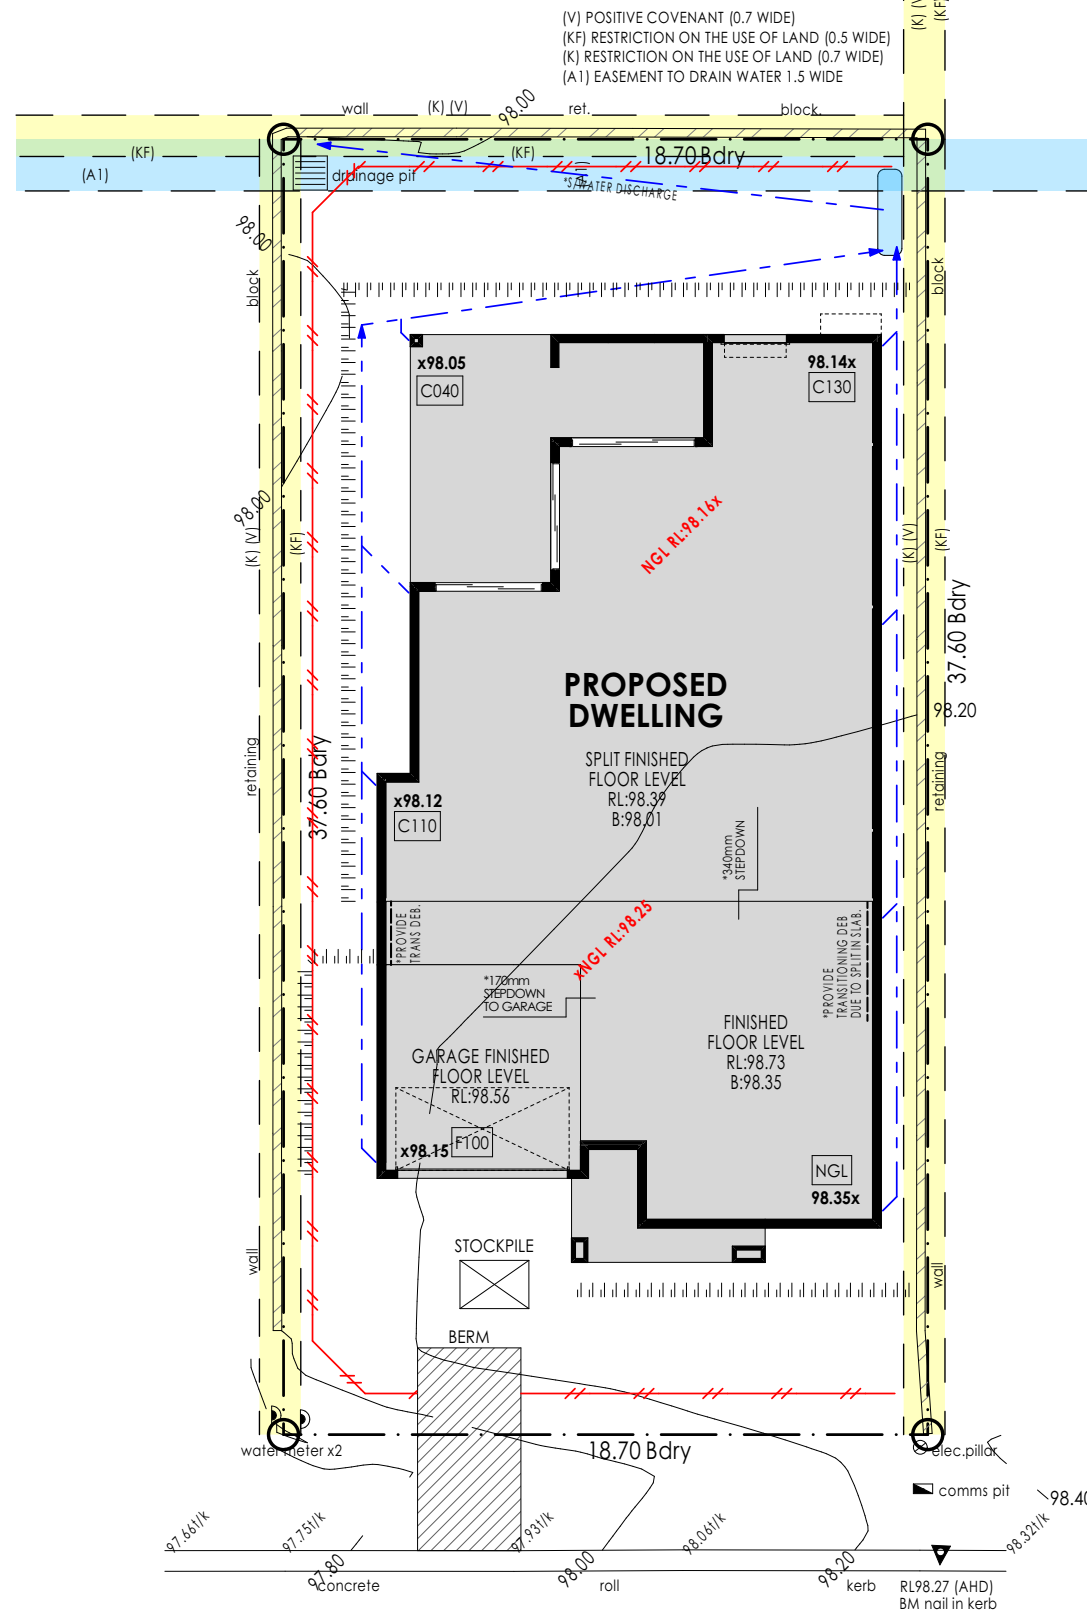 (V) POSITIVE COVENANT (0.7 WIDE)
(KF) RESTRICTION ON THE USE OF LAND (0.5 WIDE)
(K) RESTRICTION ON THE USE OF LAND (0.7 WIDE)
(A1) EASEMENT TO DRAIN WATER 1.5 WIDE
(K) (V)
(KF)
wall
(K) (V)
98.00
ret.
block.
(KF)
(KF)
18.70 Bdry
(A1)
drainage pit
*S/WATER DISCHARGE
98.00
block
block
x98.05
C040
98.14x
C130
98.00
(K) (V)
(KF)
NGL RL:98.16x
(K) (V)
(KF)
37.60 Bdry
PROPOSED
DWELLING
98.20
SPLIT FINISHED
FLOOR LEVEL
RL:98.39
B:98.01
retaining
37.60 Bdry
retaining
x98.12
C110
*340mm
STEPDOWN
*PROVIDE
TRANS DEB.
xNGL RL:98.25
*PROVIDE
TRANSITIONING DEB
DUE TO SPLIT IN SLAB.
*170mm
STEPDOWN
TO GARAGE
FINISHED
FLOOR LEVEL
RL:98.73
B:98.35
GARAGE FINISHED
FLOOR LEVEL
RL:98.56
x98.15
F100
NGL
98.35x
STOCKPILE
wall
wall
BERM
water meter x2
18.70 Bdry
elec.pillar
comms pit
98.40
97.66t/k
97.75t/k
97.93t/k
98.06t/k
98.32t/k
97.80
98.00
98.20
concrete
roll
kerb
RL98.27 (AHD)
BM nail in kerb